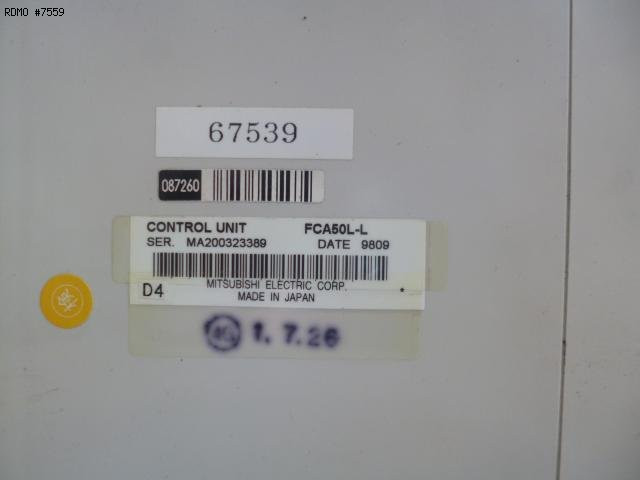 RDMO #7559
67539
087260
CONTROL UNIT FCA50L-L
SER. MA200323389 DATE 9809
D4 MITSUBISHI ELECTRIC CORP.
MADE IN JAPAN
1. 7.26